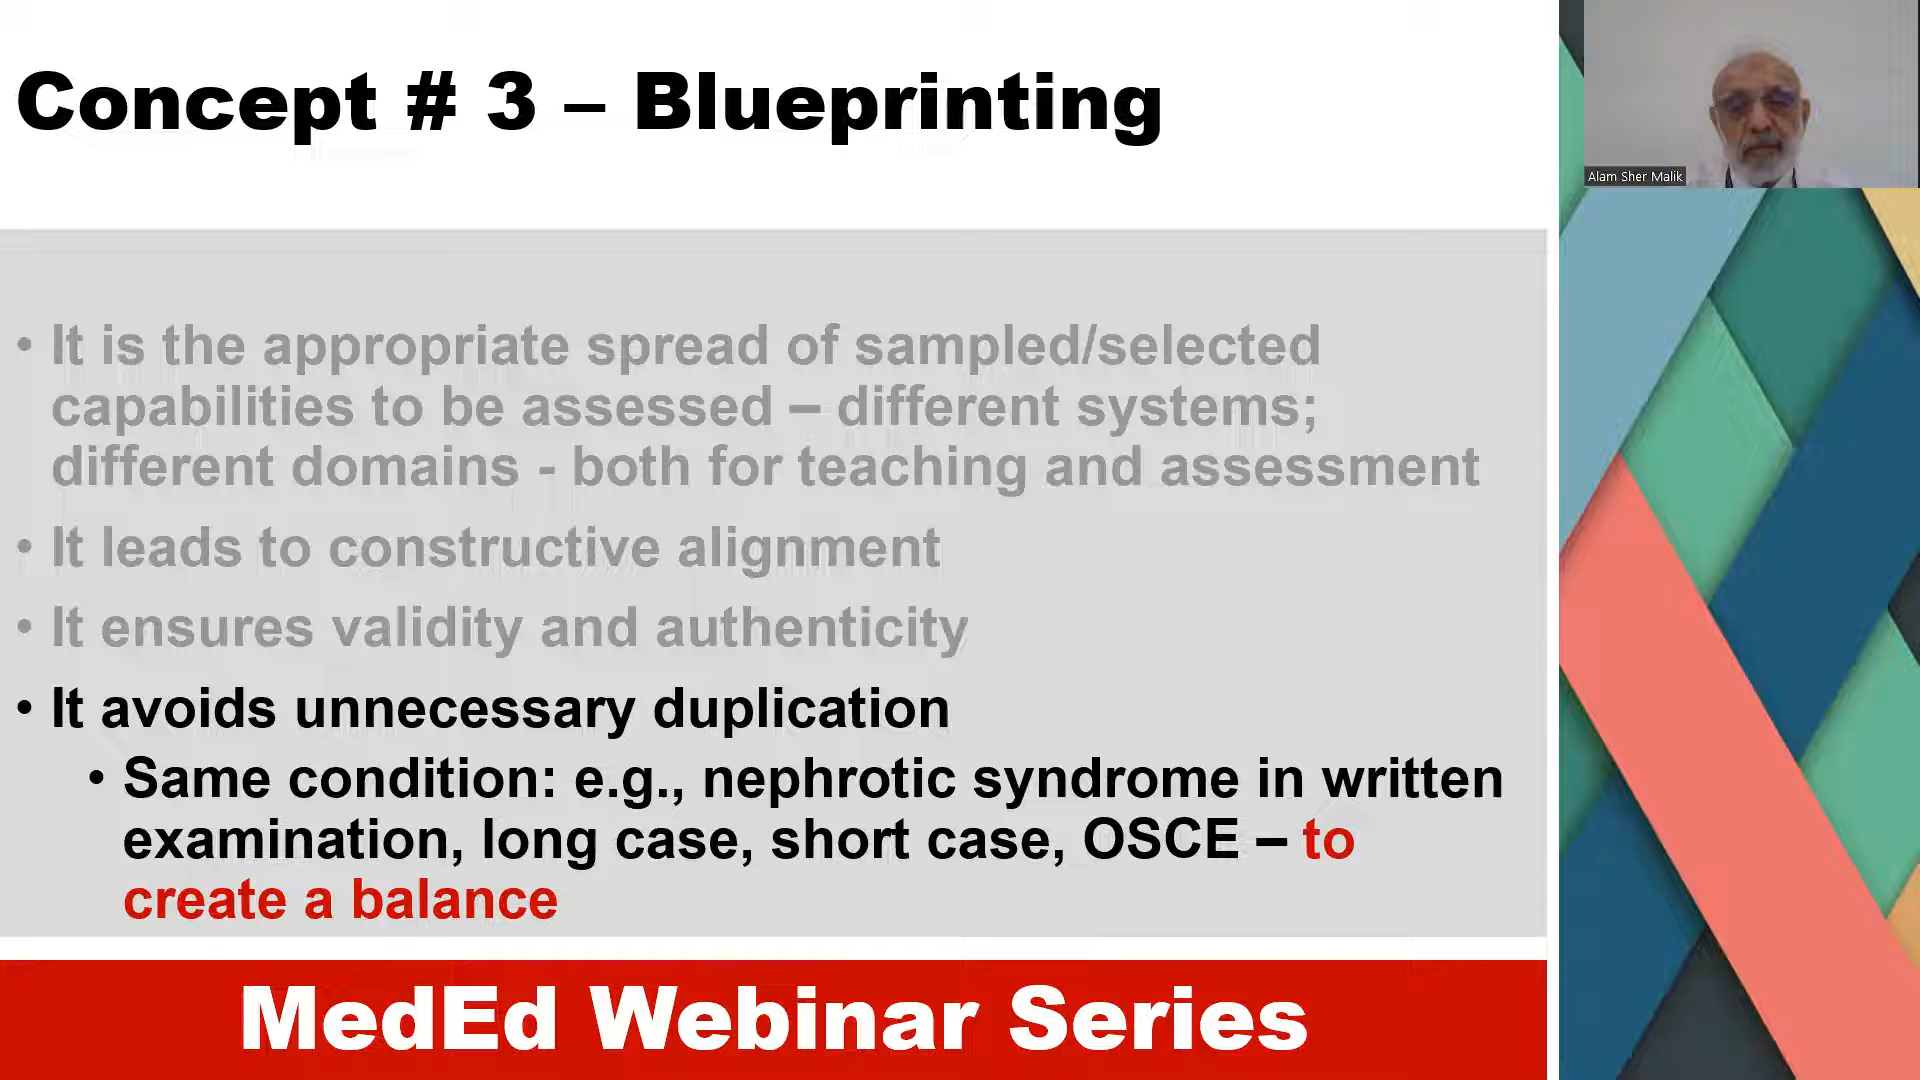 Concept # 3 – Blueprinting
Alam Sher Malik
• It is the appropriate spread of sampled/selected
capabilities to be assessed – different systems;
different domains - both for teaching and assessment
• It leads to constructive alignment
• It ensures validity and authenticity
• It avoids unnecessary duplication
• Same condition: e.g., nephrotic syndrome in written
examination, long case, short case, OSCE – to
create a balance
MedEd Webinar Series